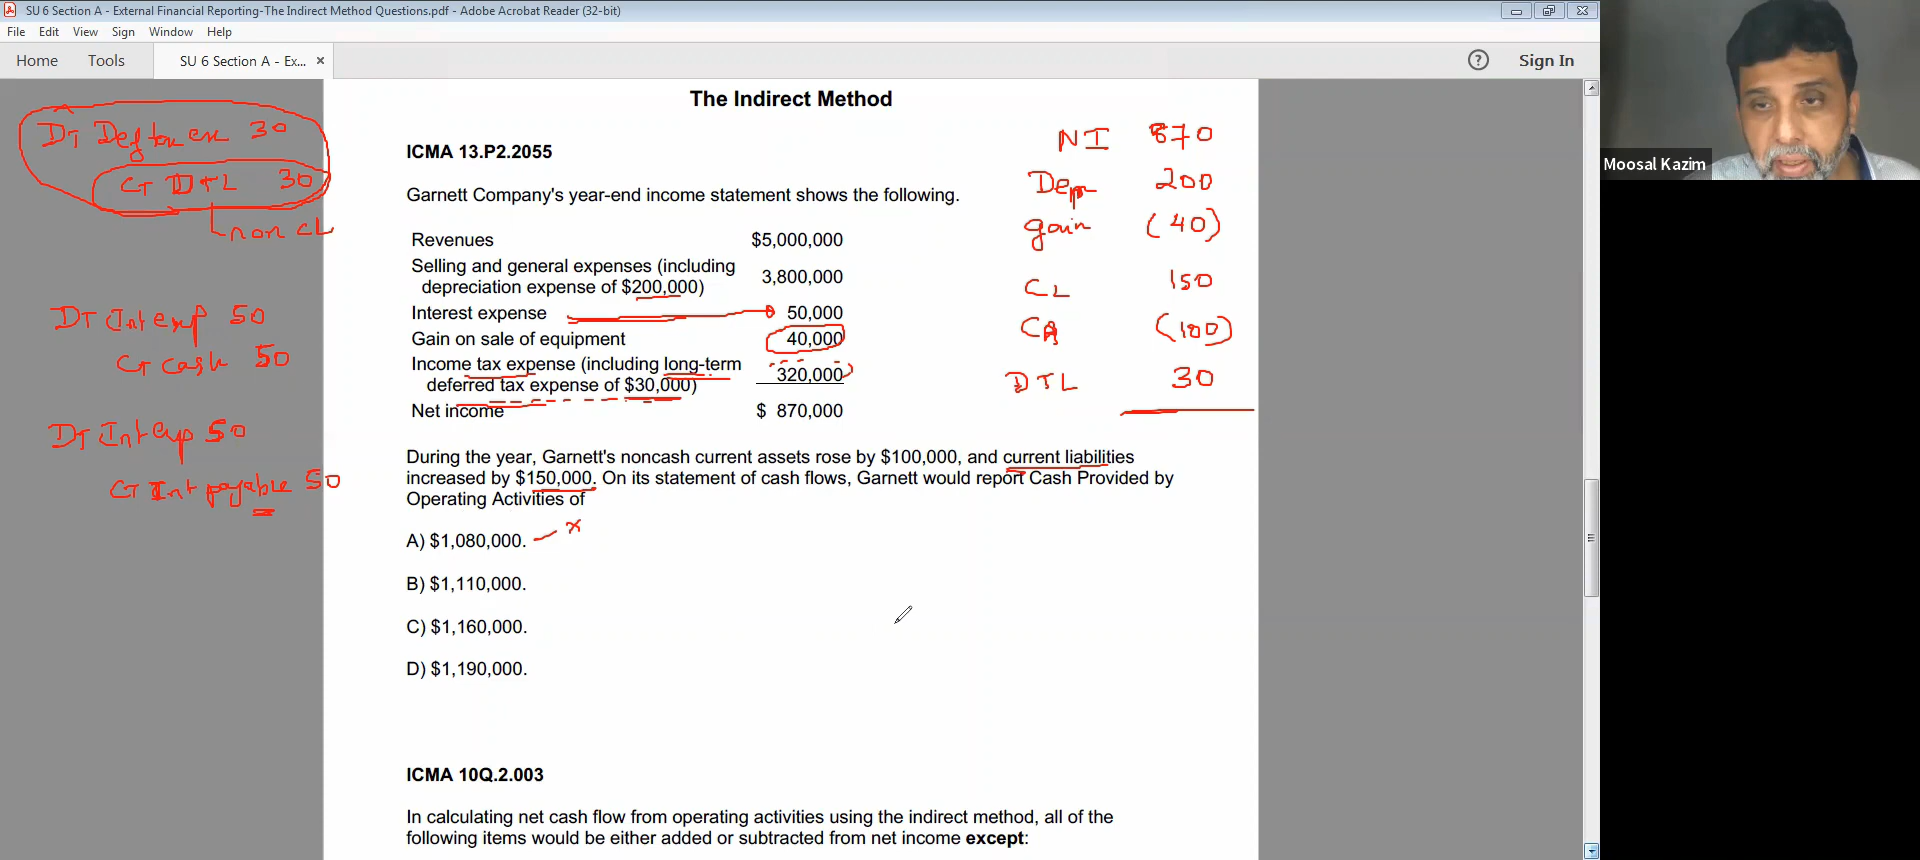 SU 6 Section A - External Financial Reporting-The Indirect Method Questions.pdf - Adobe Acrobat Reader (32-bit)
File Edit View Sign Window Help
Home Tools SU 6 Section A - Ex... × ? Sign In
Moosal Kazim
DT Def tax ex 30
CT DTL 30
non CL
DT Int exp 50
CT cash 50
DT Int exp 50
CT Int payable 50
The Indirect Method
ICMA 13.P2.2055
Garnett Company's year-end income statement shows the following.
Revenues $5,000,000
Selling and general expenses (including
depreciation expense of $200,000) 3,800,000
Interest expense 50,000
Gain on sale of equipment 40,000
Income tax expense (including long-term
deferred tax expense of $30,000) 320,000
Net income $ 870,000
NI 870
Dep 200
gain (40)
CL 150
CA (100)
DTL 30
During the year, Garnett's noncash current assets rose by $100,000, and current liabilities
increased by $150,000. On its statement of cash flows, Garnett would report Cash Provided by
Operating Activities of
A) $1,080,000. x
B) $1,110,000.
C) $1,160,000.
D) $1,190,000.
ICMA 10Q.2.003
In calculating net cash flow from operating activities using the indirect method, all of the
following items would be either added or subtracted from net income except: